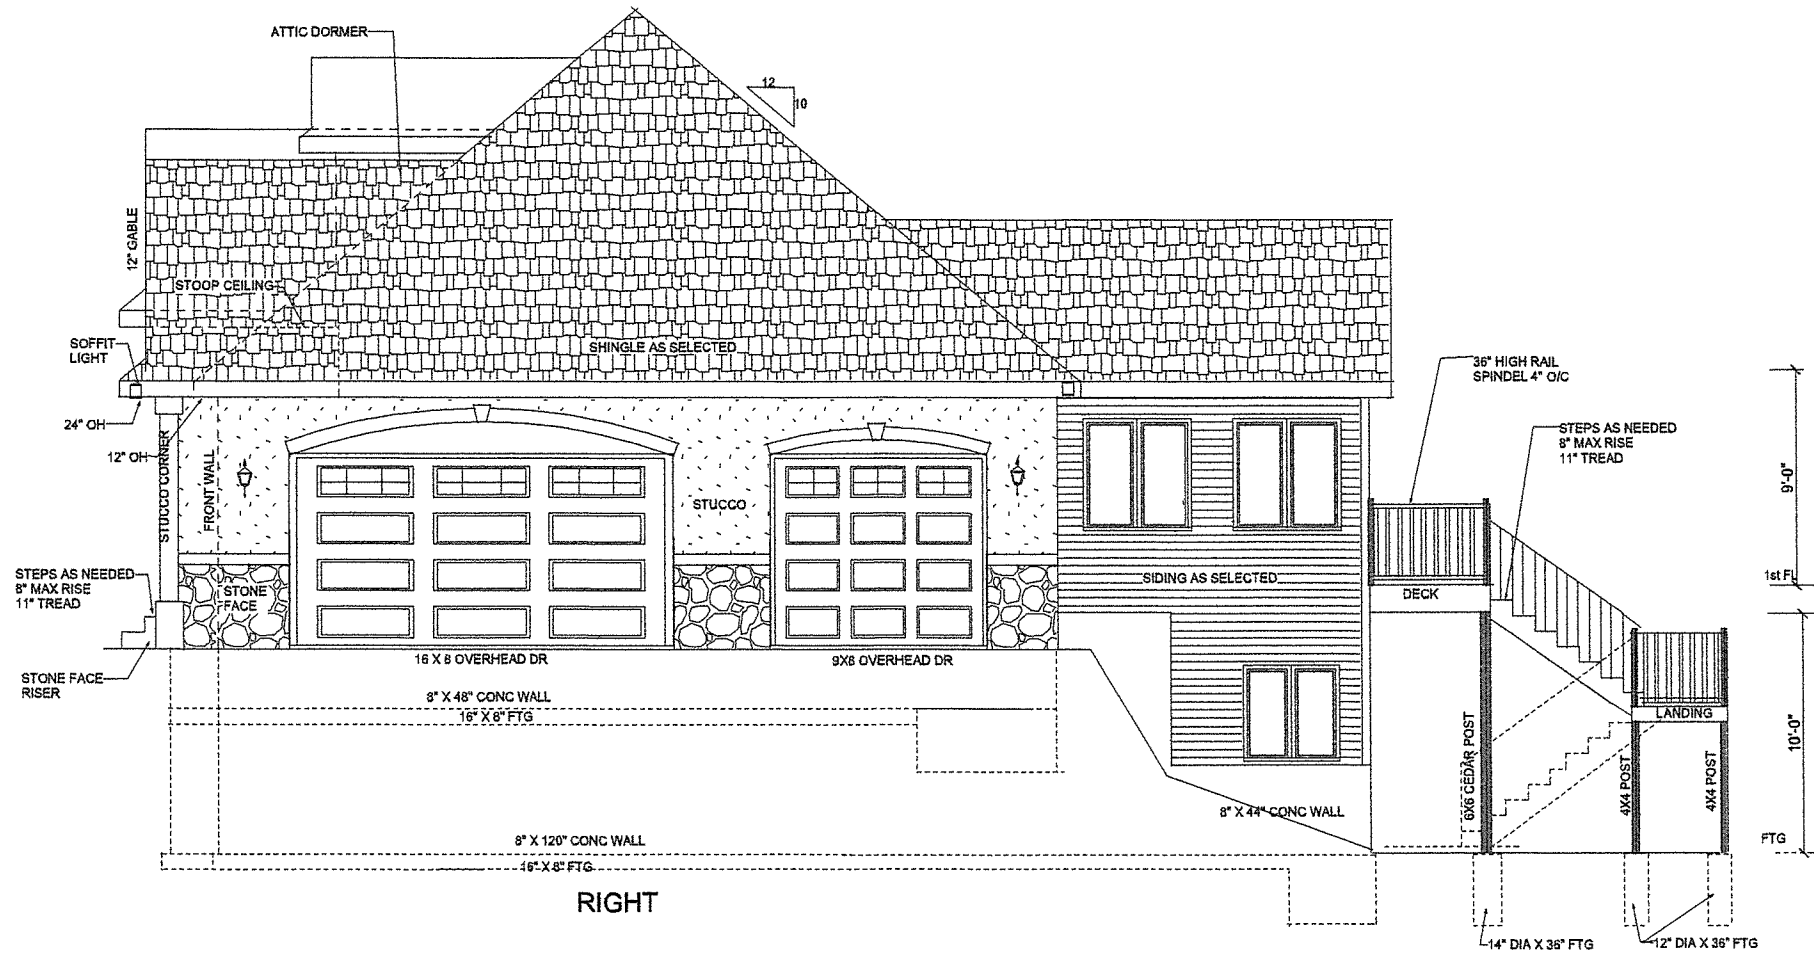 ATTIC DORMER
12
10
12" GABLE
STOOP CEILING
SOFFIT
LIGHT
SHINGLE AS SELECTED
36" HIGH RAIL
SPINDEL 4" O/C
24" OH
12" OH
STUCCO CORNER
FRONT WALL
STUCCO
STEPS AS NEEDED
8" MAX RISE
11" TREAD
9'-0"
STEPS AS NEEDED
8" MAX RISE
11" TREAD
STONE
FACE
SIDING AS SELECTED
DECK
1st FL
16 X 8 OVERHEAD DR
9X8 OVERHEAD DR
STONE FACE
RISER
8" X 48" CONC WALL
16" X 8" FTG
LANDING
10'-0"
6X6 CEDAR POST
4X4 POST
4X4 POST
8" X 44" CONC WALL
8" X 120" CONC WALL
FTG
16" X 8" FTG
RIGHT
14" DIA X 36" FTG
12" DIA X 36" FTG